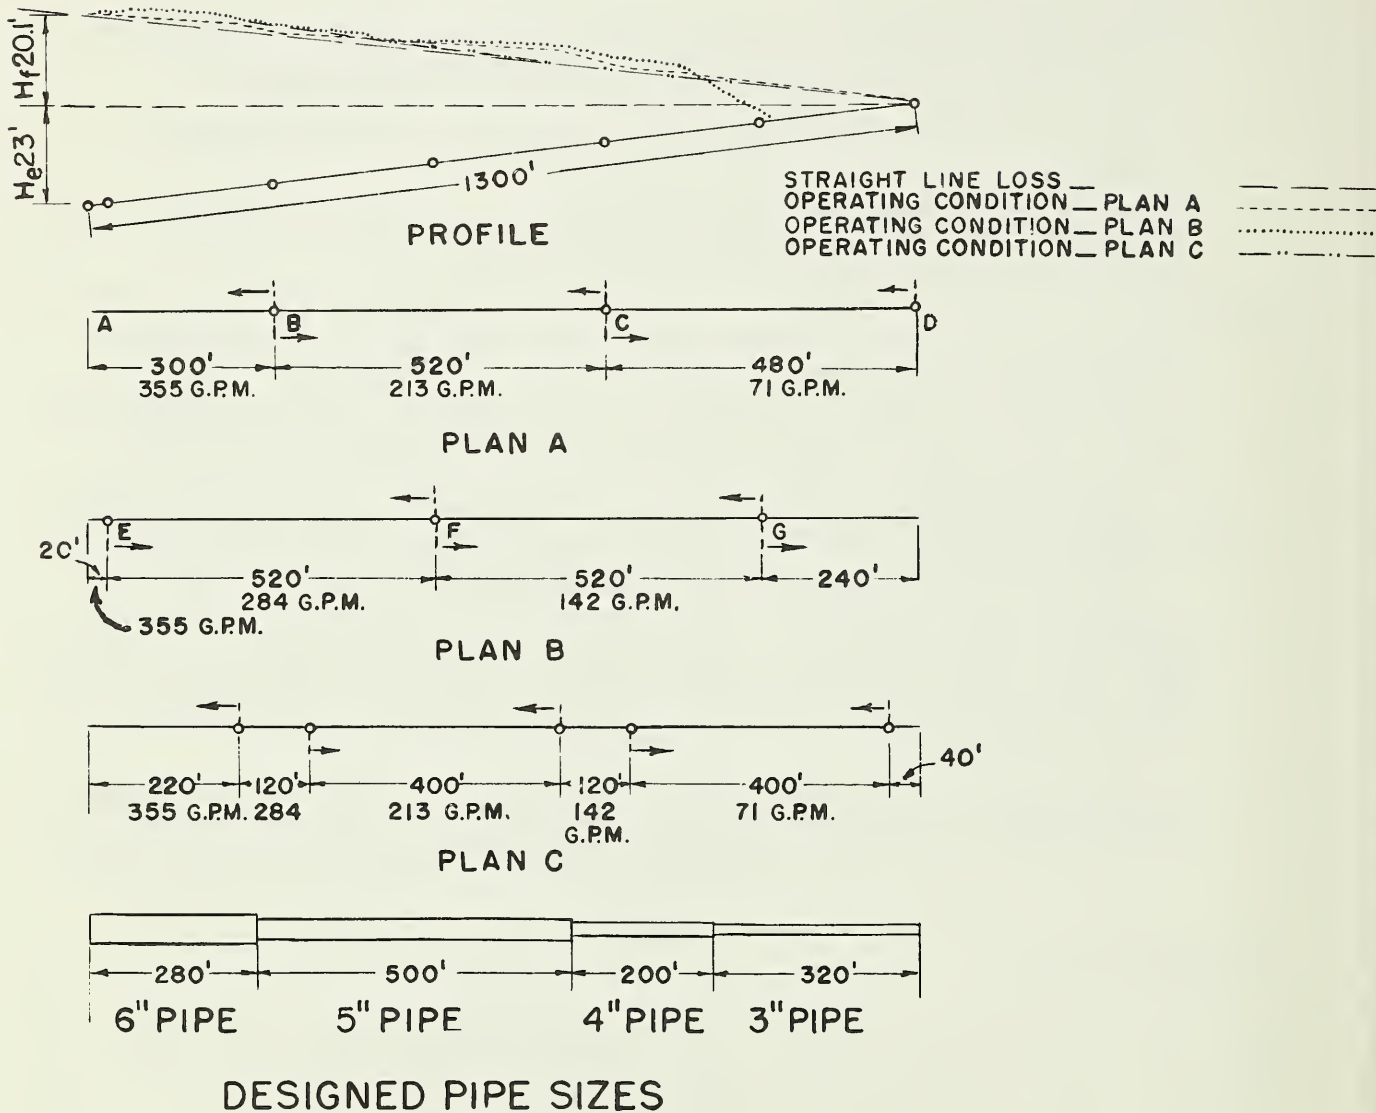 Hf20.1'
He23'
1300'
PROFILE
STRAIGHT LINE LOSS
OPERATING CONDITION — PLAN A
OPERATING CONDITION — PLAN B
OPERATING CONDITION — PLAN C
A B C D
300' 520' 480'
355 G.P.M. 213 G.P.M. 71 G.P.M.
PLAN A
E F G
20'
520' 520' 240'
284 G.P.M. 142 G.P.M.
355 G.P.M.
PLAN B
40'
220' 120' 400' 120' 400'
355 G.P.M. 284 213 G.P.M. 142 71 G.P.M.
G.P.M.
PLAN C
280' 500' 200' 320'
6" PIPE 5" PIPE 4" PIPE 3" PIPE
DESIGNED PIPE SIZES